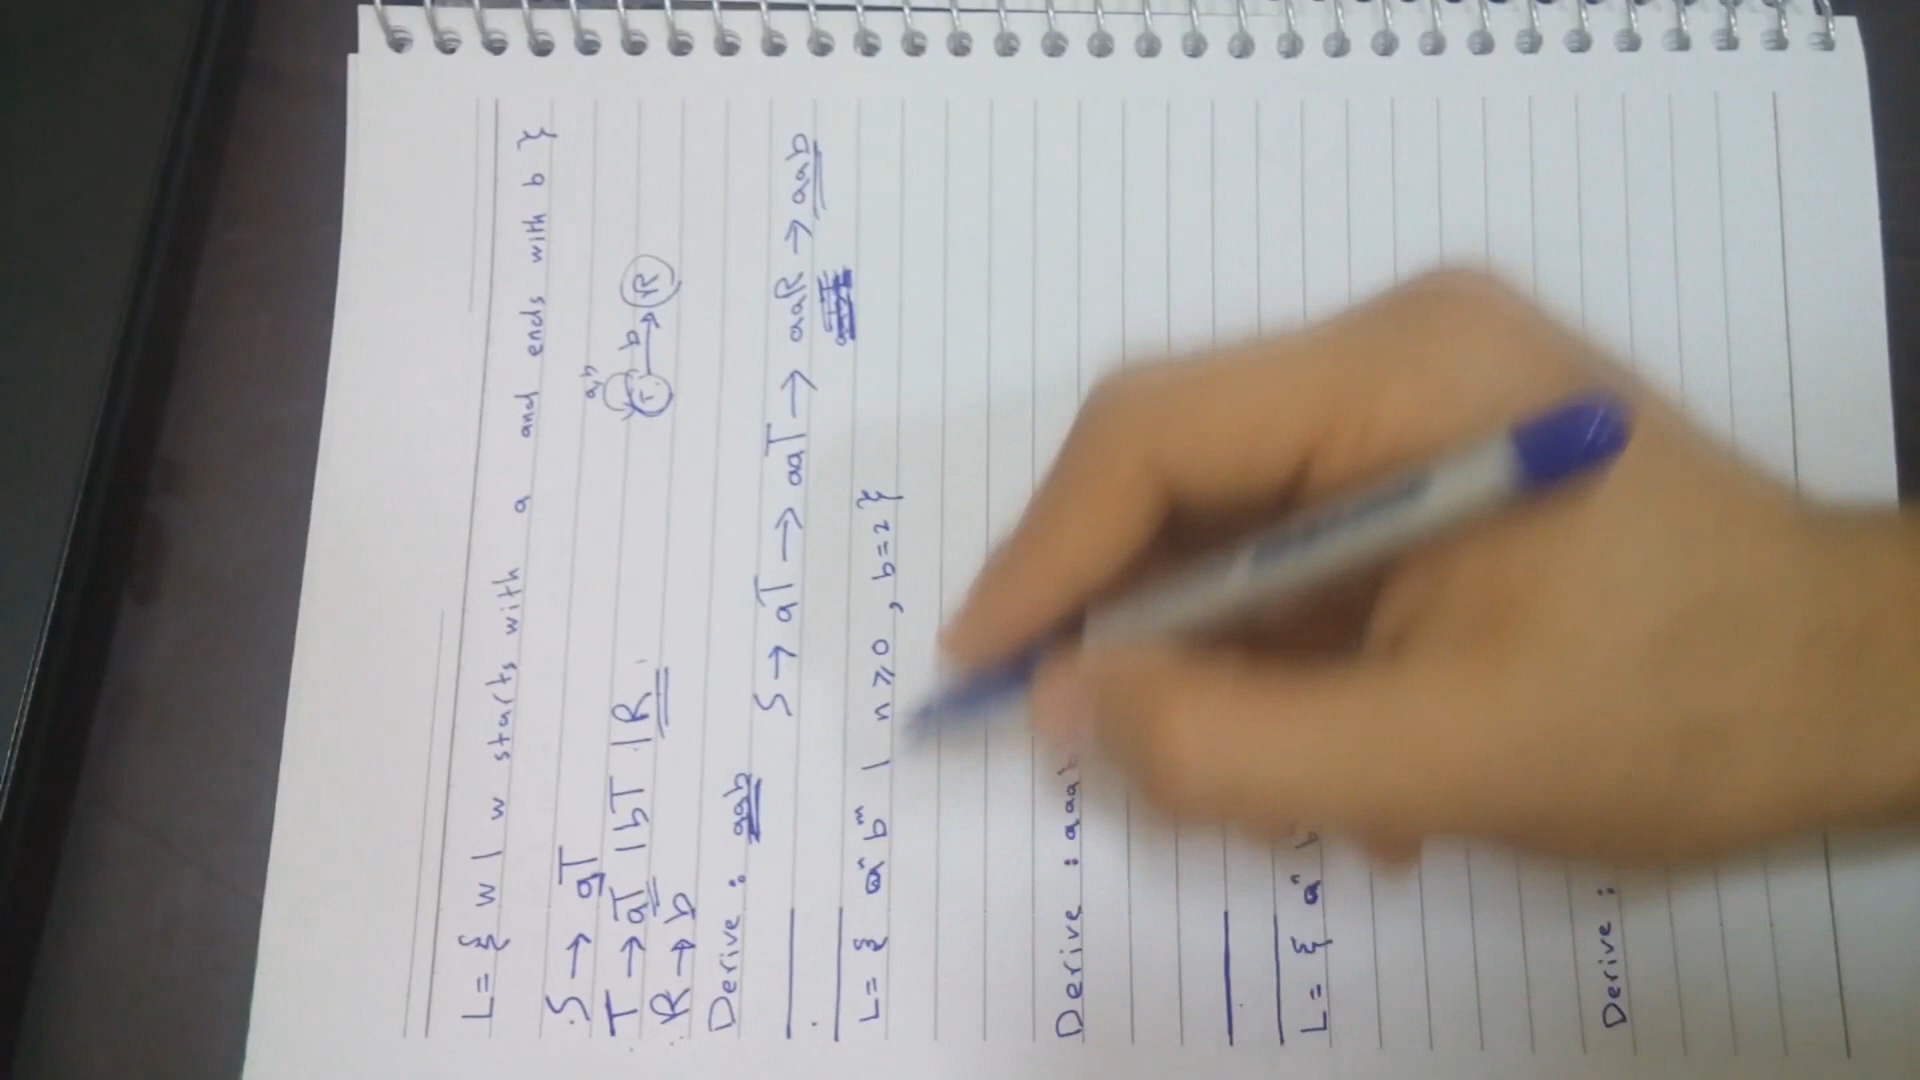 L = { w | w starts with a and ends with b }
S → aT
T → aT | bT | R
R → b
a,b
T
b
R
Derive : aab
S → aT → aaT → aaR → aab
L = { aⁿ bᵐ | n ≥ 0 , b = 2 }
Derive : aaab
L = { aⁿ b
Derive :